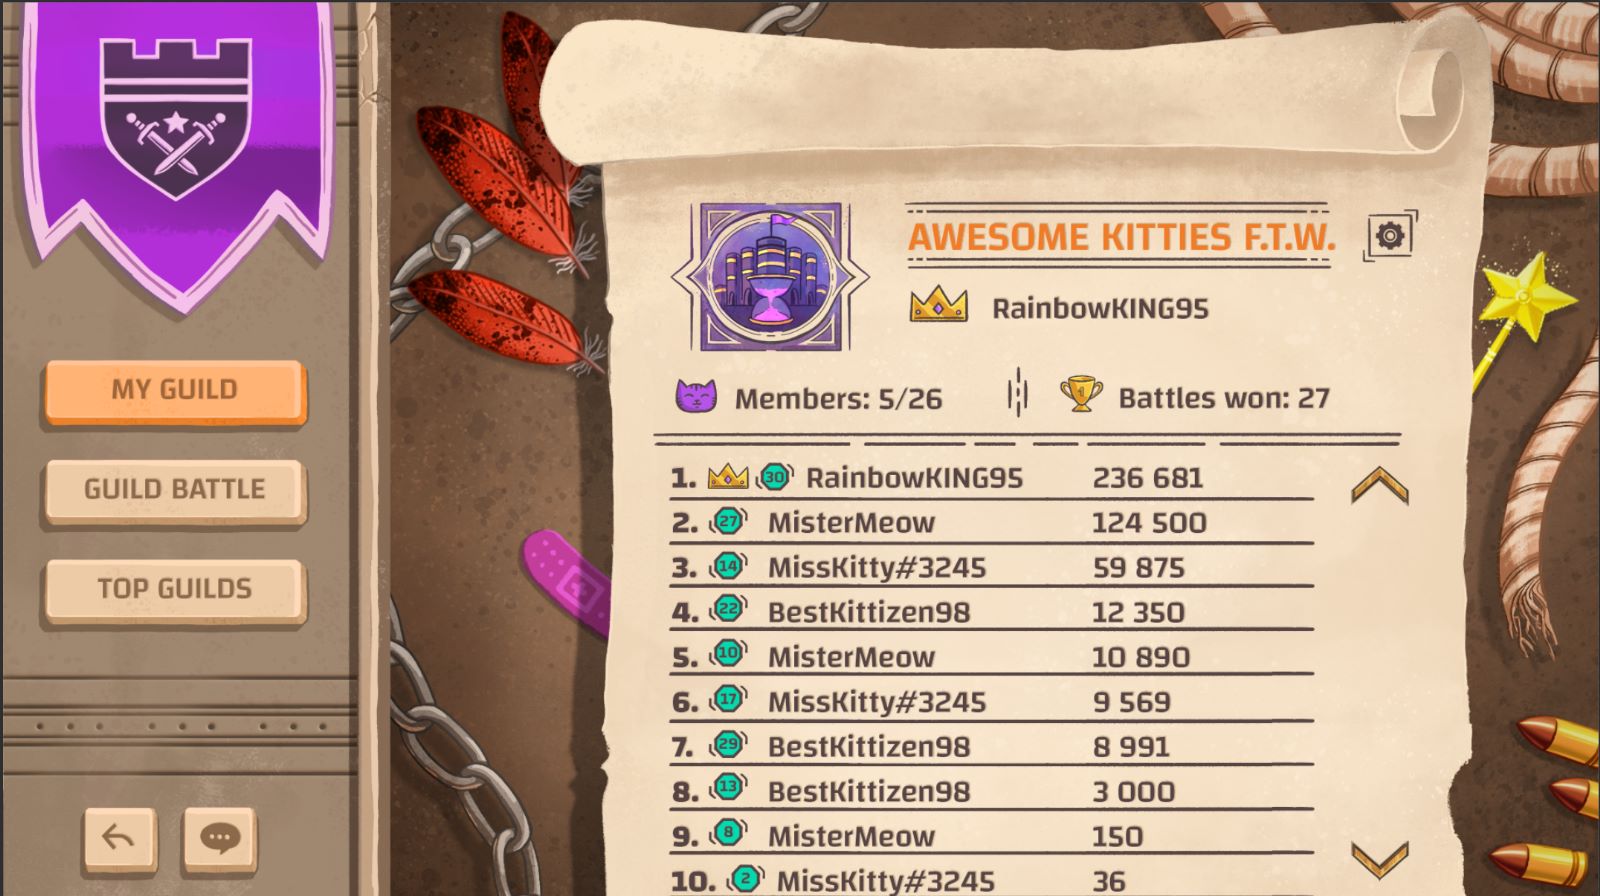 MY GUILD
GUILD BATTLE
TOP GUILDS
AWESOME KITTIES F.T.W.
RainbowKING95
Members: 5/26
1
Battles won: 27
1. 30 RainbowKING95 236 681
2. 27 MisterMeow 124 500
3. 14 MissKitty#3245 59 875
4. 22 BestKittizen98 12 350
5. 10 MisterMeow 10 890
6. 17 MissKitty#3245 9 569
7. 29 BestKittizen98 8 991
8. 13 BestKittizen98 3 000
9. 8 MisterMeow 150
10. 2 MissKitty#3245 36